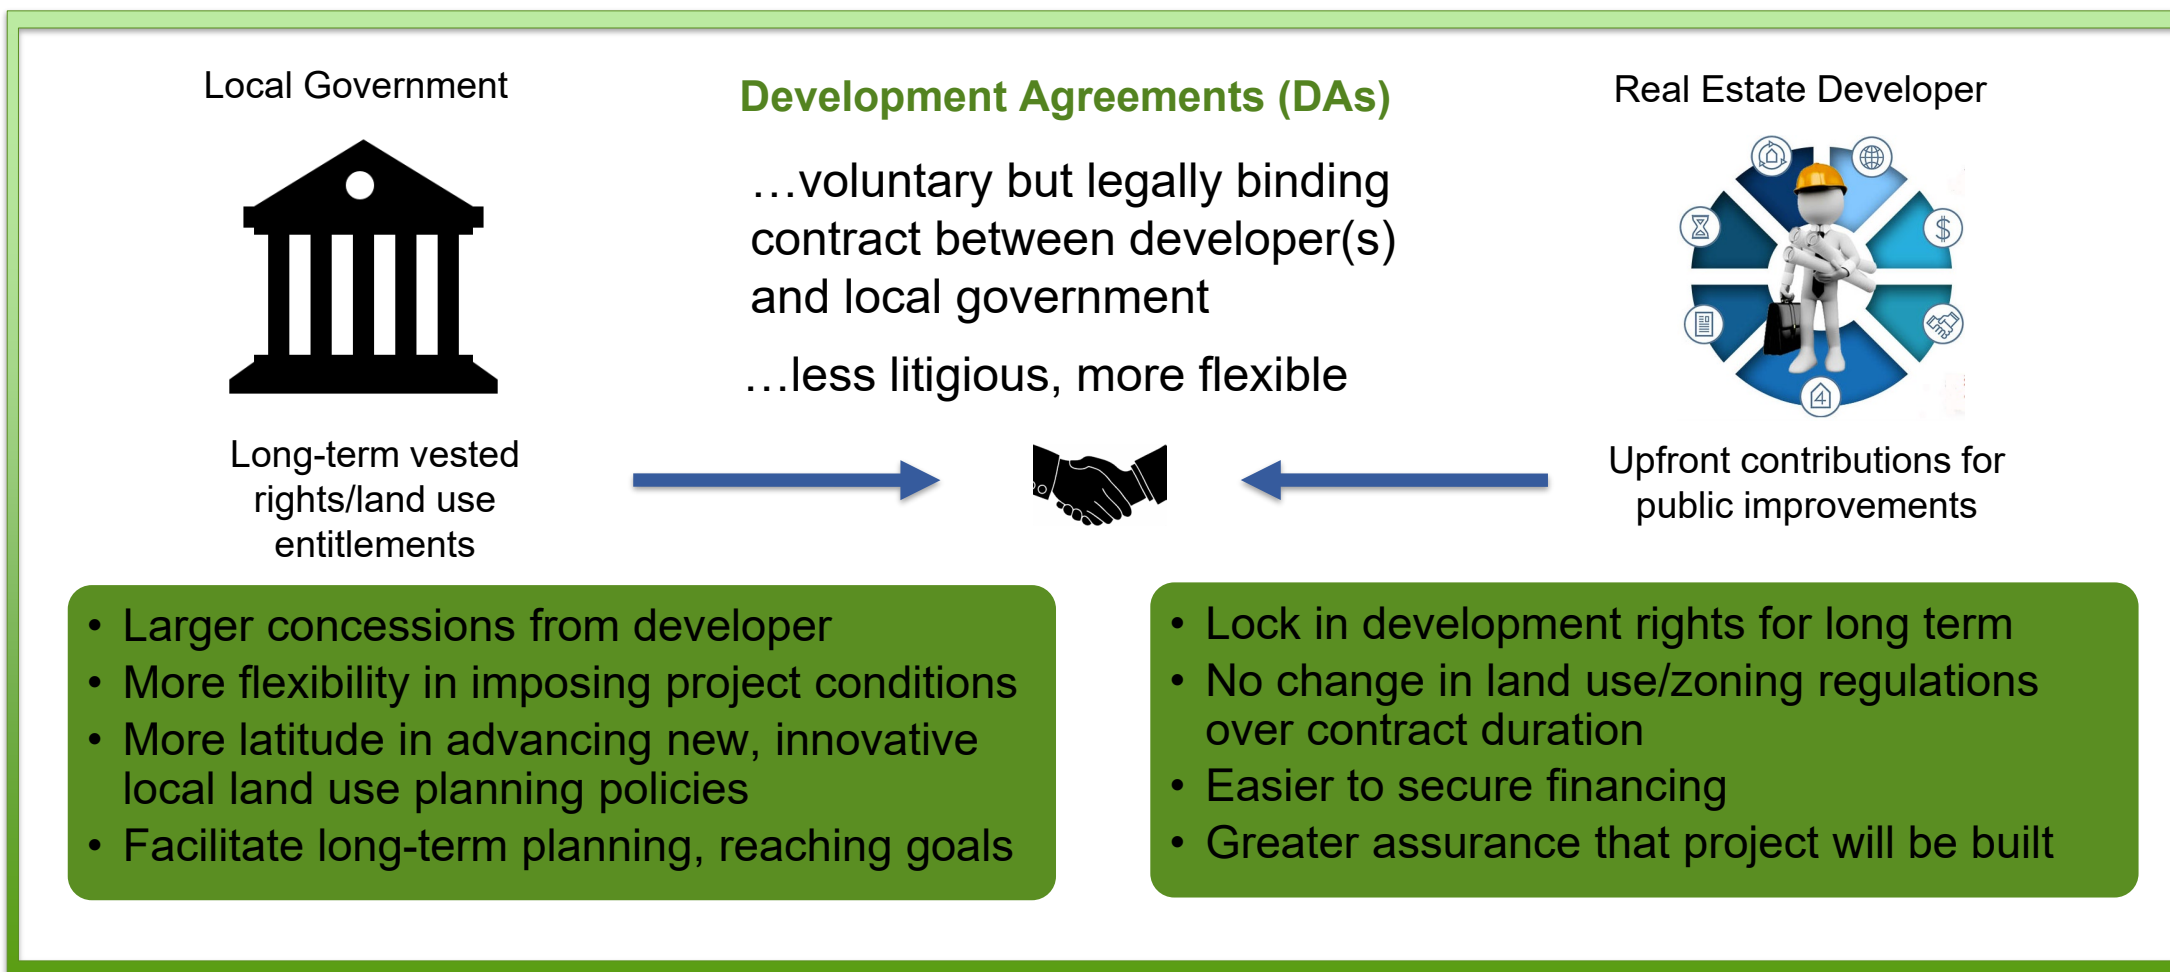 Local Government
Development Agreements (DAs)
Real Estate Developer
…voluntary but legally binding
contract between developer(s)
and local government
…less litigious, more flexible
$
4
Long-term vested
rights/land use
entitlements
Upfront contributions for
public improvements
• Larger concessions from developer
• More flexibility in imposing project conditions
• More latitude in advancing new, innovative
local land use planning policies
• Facilitate long-term planning, reaching goals
• Lock in development rights for long term
• No change in land use/zoning regulations
over contract duration
• Easier to secure financing
• Greater assurance that project will be built